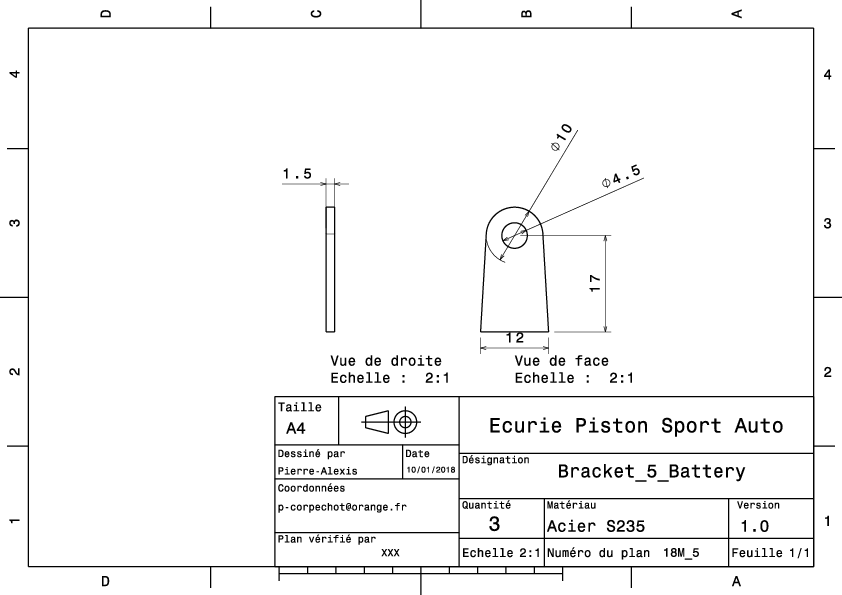 D C B A
4 4
⌀10
1.5
⌀4.5
3 3
17
12
Vue de droite
Echelle : 2:1
Vue de face
Echelle : 2:1
2 2
Taille
A4
Ecurie Piston Sport Auto
Dessiné par
Pierre-Alexis
Date
10/01/2018
Désignation
Bracket_5_Battery
Coordonnées
p-corpechot@orange.fr
Quantité
3
Matériau
Acier S235
Version
1.0
1 1
Plan vérifié par
XXX
Echelle 2:1
Numéro du plan 18M_5
Feuille 1/1
D A